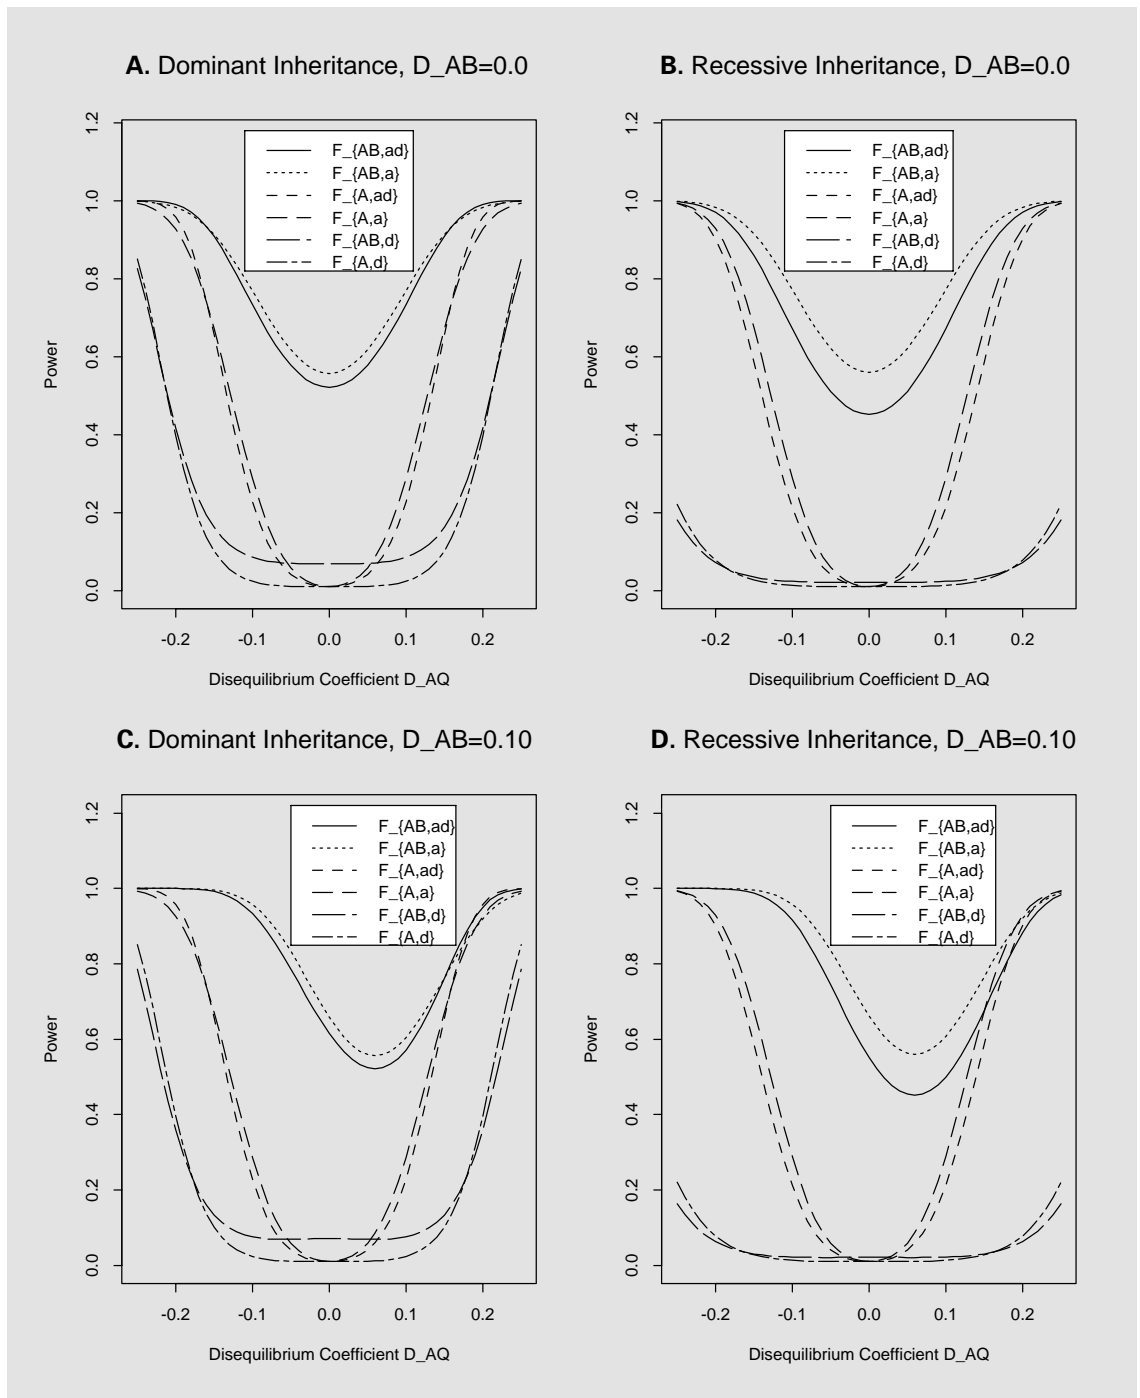 A. Dominant Inheritance, D_AB=0.0
1.2
1.0
0.8
0.6
0.4
0.2
0.0
Power
F_{AB,ad}
F_{AB,a}
F_{A,ad}
F_{A,a}
F_{AB,d}
F_{A,d}
-0.2 -0.1 0.0 0.1 0.2
Disequilibrium Coefficient D_AQ
B. Recessive Inheritance, D_AB=0.0
1.2
1.0
0.8
0.6
0.4
0.2
0.0
Power
F_{AB,ad}
F_{AB,a}
F_{A,ad}
F_{A,a}
F_{AB,d}
F_{A,d}
-0.2 -0.1 0.0 0.1 0.2
Disequilibrium Coefficient D_AQ
C. Dominant Inheritance, D_AB=0.10
1.2
1.0
0.8
0.6
0.4
0.2
0.0
Power
F_{AB,ad}
F_{AB,a}
F_{A,ad}
F_{A,a}
F_{AB,d}
F_{A,d}
-0.2 -0.1 0.0 0.1 0.2
Disequilibrium Coefficient D_AQ
D. Recessive Inheritance, D_AB=0.10
1.2
1.0
0.8
0.6
0.4
0.2
0.0
Power
F_{AB,ad}
F_{AB,a}
F_{A,ad}
F_{A,a}
F_{AB,d}
F_{A,d}
-0.2 -0.1 0.0 0.1 0.2
Disequilibrium Coefficient D_AQ